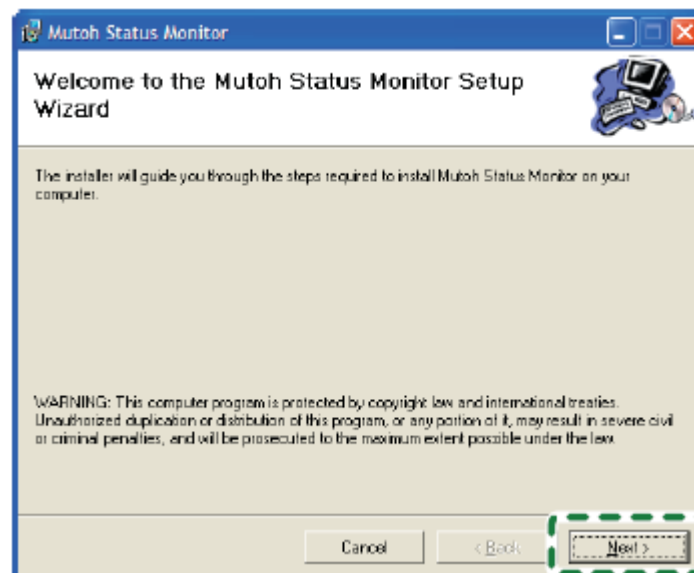 Mutoh Status Monitor
Welcome to the Mutoh Status Monitor Setup
Wizard
The installer will guide you through the steps required to install Mutoh Status Monitor on your
computer.
WARNING: This computer program is protected by copyright law and international treaties.
Unauthorized duplication or distribution of this program, or any portion of it, may result in severe civil
or criminal penalties, and will be prosecuted to the maximum extent possible under the law.
Cancel
< Back
Next >